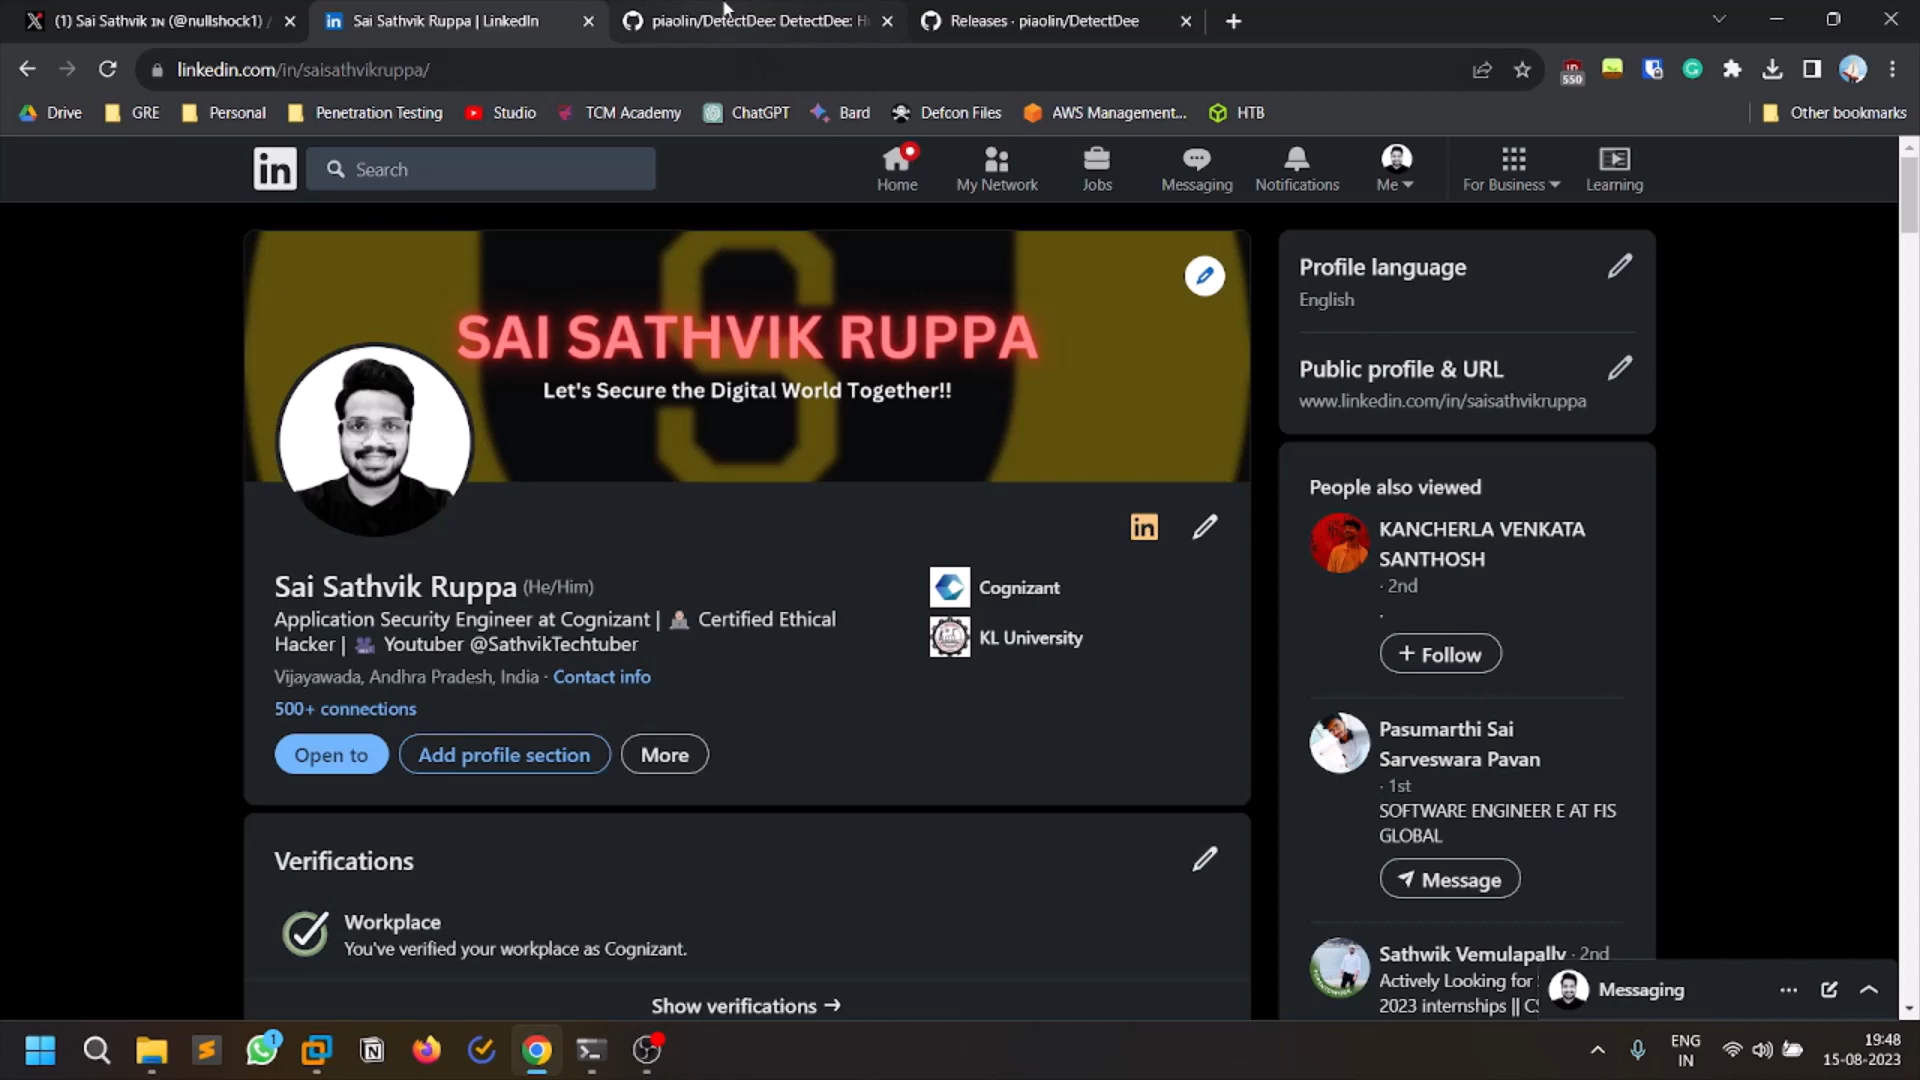 (1) Sai Sathvik ɪɴ (@nullshock1) /
Sai Sathvik Ruppa | LinkedIn
piaolin/DetectDee: DetectDee: H
Releases · piaolin/DetectDee
linkedin.com/in/saisathvikruppa/
550
Drive
GRE
Personal
Penetration Testing
Studio
TCM Academy
ChatGPT
Bard
Defcon Files
AWS Management...
HTB
Other bookmarks
in
Search
Home
My Network
Jobs
Messaging
Notifications
Me
For Business
Learning
SAI SATHVIK RUPPA
Let's Secure the Digital World Together!!
Sai Sathvik Ruppa (He/Him)
Application Security Engineer at Cognizant | Certified Ethical
Hacker | Youtuber @SathvikTechtuber
Vijayawada, Andhra Pradesh, India · Contact info
500+ connections
Open to
Add profile section
More
in
Cognizant
KL University
Verifications
Workplace
You've verified your workplace as Cognizant.
Show verifications →
Profile language
English
Public profile & URL
www.linkedin.com/in/saisathvikruppa
People also viewed
KANCHERLA VENKATA
SANTHOSH
· 2nd
.
+ Follow
Pasumarthi Sai
Sarveswara Pavan
· 1st
SOFTWARE ENGINEER E AT FIS
GLOBAL
Message
Sathwik Vemulapally · 2nd
Actively Looking for
2023 internships || CS
Messaging
1
ENG
IN
19:48
15-08-2023